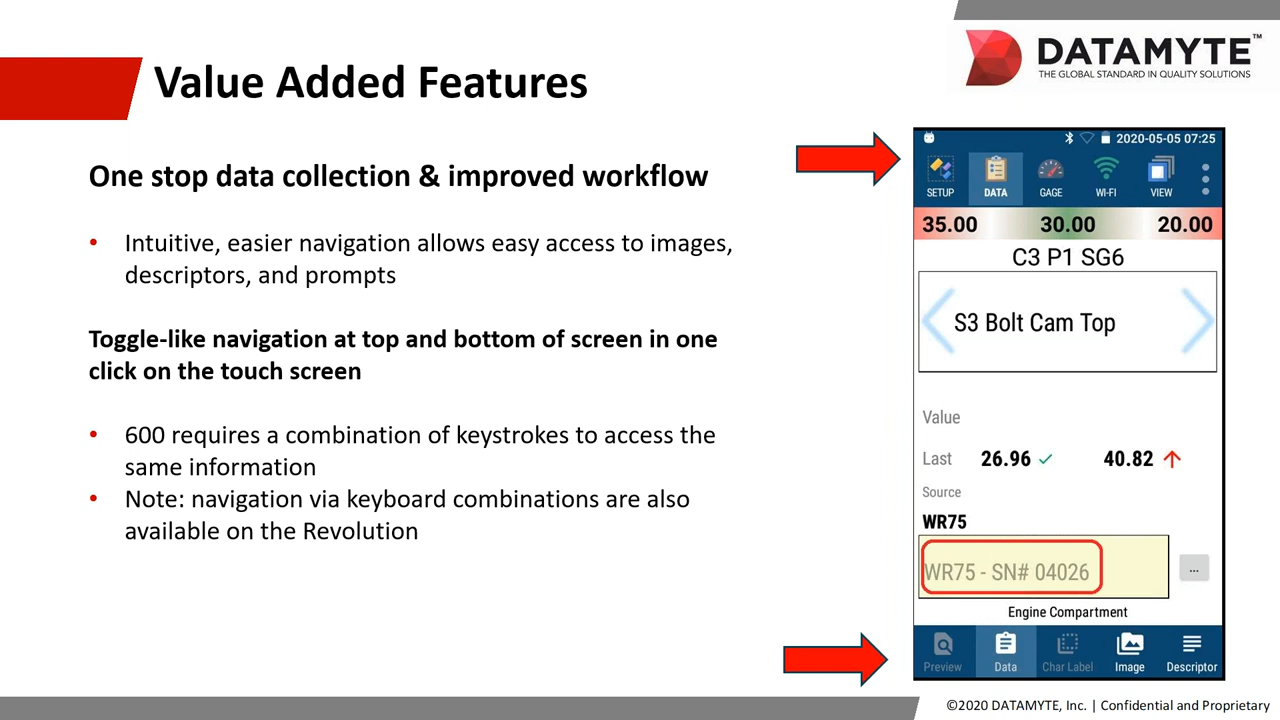 DATAMYTE™
THE GLOBAL STANDARD IN QUALITY SOLUTIONS
Value Added Features
One stop data collection & improved workflow
• Intuitive, easier navigation allows easy access to images,
descriptors, and prompts
Toggle-like navigation at top and bottom of screen in one
click on the touch screen
• 600 requires a combination of keystrokes to access the
same information
• Note: navigation via keyboard combinations are also
available on the Revolution
2020-05-05 07:25
SETUP DATA GAGE WI-FI VIEW
35.00 30.00 20.00
C3 P1 SG6
S3 Bolt Cam Top
Value
Last 26.96 40.82
Source
WR75
WR75 - SN# 04026
...
Engine Compartment
Preview Data Char Label Image Descriptor
©2020 DATAMYTE, Inc. | Confidential and Proprietary